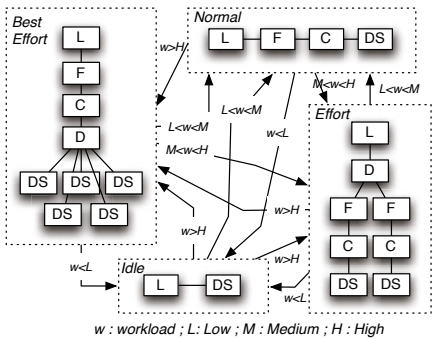 Best
Effort
L
F
C
D
DS
DS
DS
DS
DS
Normal
L
F
C
DS
w>H
L<w<M
L<w<M
w<L
M<w<H
L<w<M
L<w<M
M<w<H
Effort
L
D
F
F
C
C
DS
DS
w>H
w>H
w>H
w<L
w<L
Idle
L
DS
w : workload ; L: Low ; M : Medium ; H : High